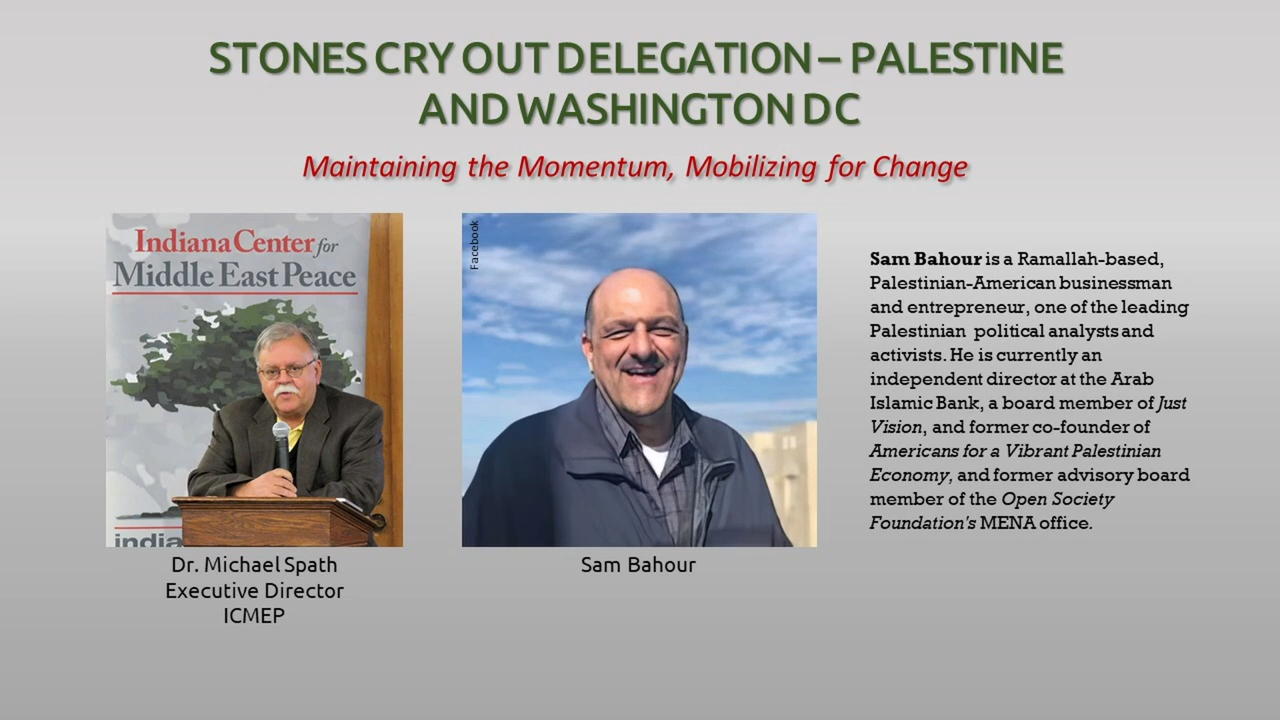 STONES CRY OUT DELEGATION – PALESTINE
AND WASHINGTON DC
Maintaining the Momentum, Mobilizing for Change
Indiana Center for
Middle East Peace
india
Dr. Michael Spath
Executive Director
ICMEP
Facebook
Sam Bahour
Sam Bahour is a Ramallah-based,
Palestinian-American businessman
and entrepreneur, one of the leading
Palestinian political analysts and
activists. He is currently an
independent director at the Arab
Islamic Bank, a board member of Just
Vision, and former co-founder of
Americans for a Vibrant Palestinian
Economy, and former advisory board
member of the Open Society
Foundation's MENA office.